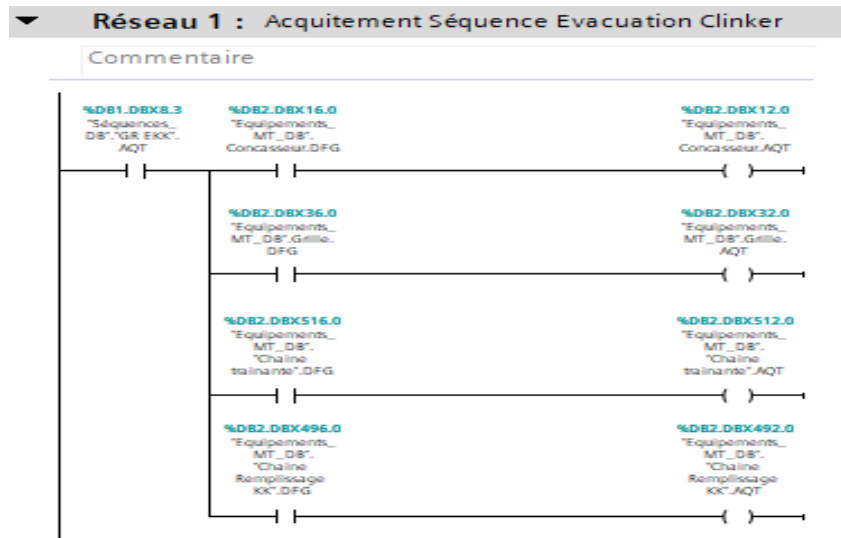 Réseau 1 : Acquitement Séquence Evacuation Clinker
Commentaire
%DB1.DBX8.3
"Séquences_
DB"."GR EKK".
AQT
%DB2.DBX16.0
"Equipements_
MT_DB".
Concasseur.DFG
%DB2.DBX12.0
"Equipements_
MT_DB".
Concasseur.AQT
%DB2.DBX36.0
"Equipements_
MT_DB".Grille.
DFG
%DB2.DBX32.0
"Equipements_
MT_DB".Grille.
AQT
%DB2.DBX516.0
"Equipements_
MT_DB".
"Chaine
trainante".DFG
%DB2.DBX512.0
"Equipements_
MT_DB".
"Chaine
trainante".AQT
%DB2.DBX496.0
"Equipements_
MT_DB".
"Chaine
Remplissage
KK".DFG
%DB2.DBX492.0
"Equipements_
MT_DB".
"Chaine
Remplissage
KK".AQT